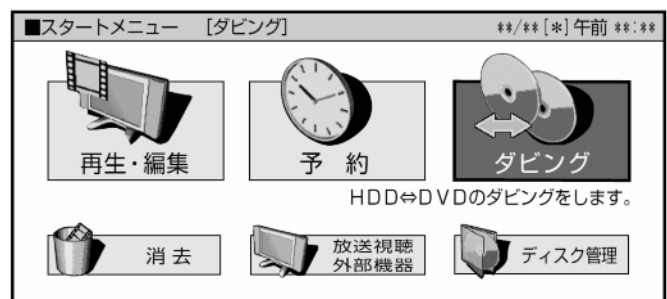 ■スタートメニュー [ダビング] **/**[*]午前 **:**
再生・編集
予 約
ダビング
HDD⇔DVDのダビングをします。
消 去
放送視聴
外部機器
ディスク管理